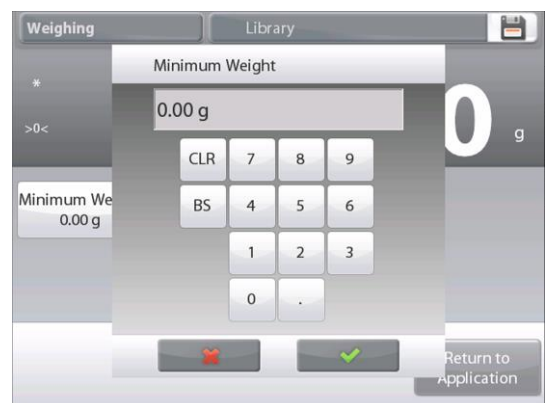 Weighing
Library
Minimum Weight
*
0.00 g
>0<
0 g
CLR 7 8 9
Minimum We
0.00 g
BS 4 5 6
1 2 3
0 .
Return to
Application